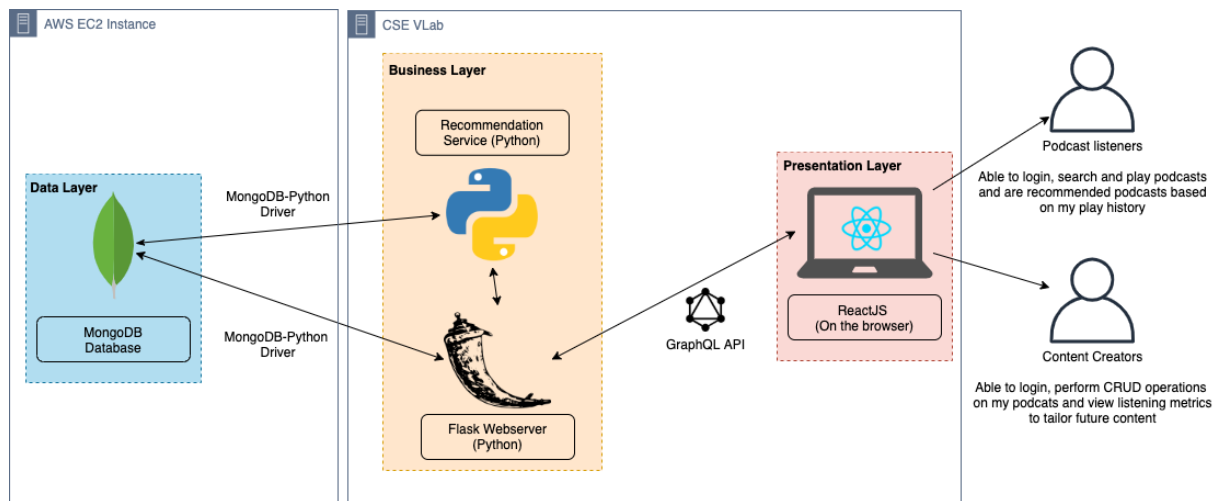 AWS EC2 Instance
CSE VLab
Business Layer
Recommendation
Service (Python)
Data Layer
MongoDB-Python
Driver
MongoDB
Database
MongoDB-Python
Driver
Flask Webserver
(Python)
GraphQL API
Presentation Layer
ReactJS
(On the browser)
Podcast listeners
Able to login, search and play podcasts
and are recommended podcasts based
on my play history
Content Creators
Able to login, perform CRUD operations
on my podcats and view listening metrics
to tailor future content